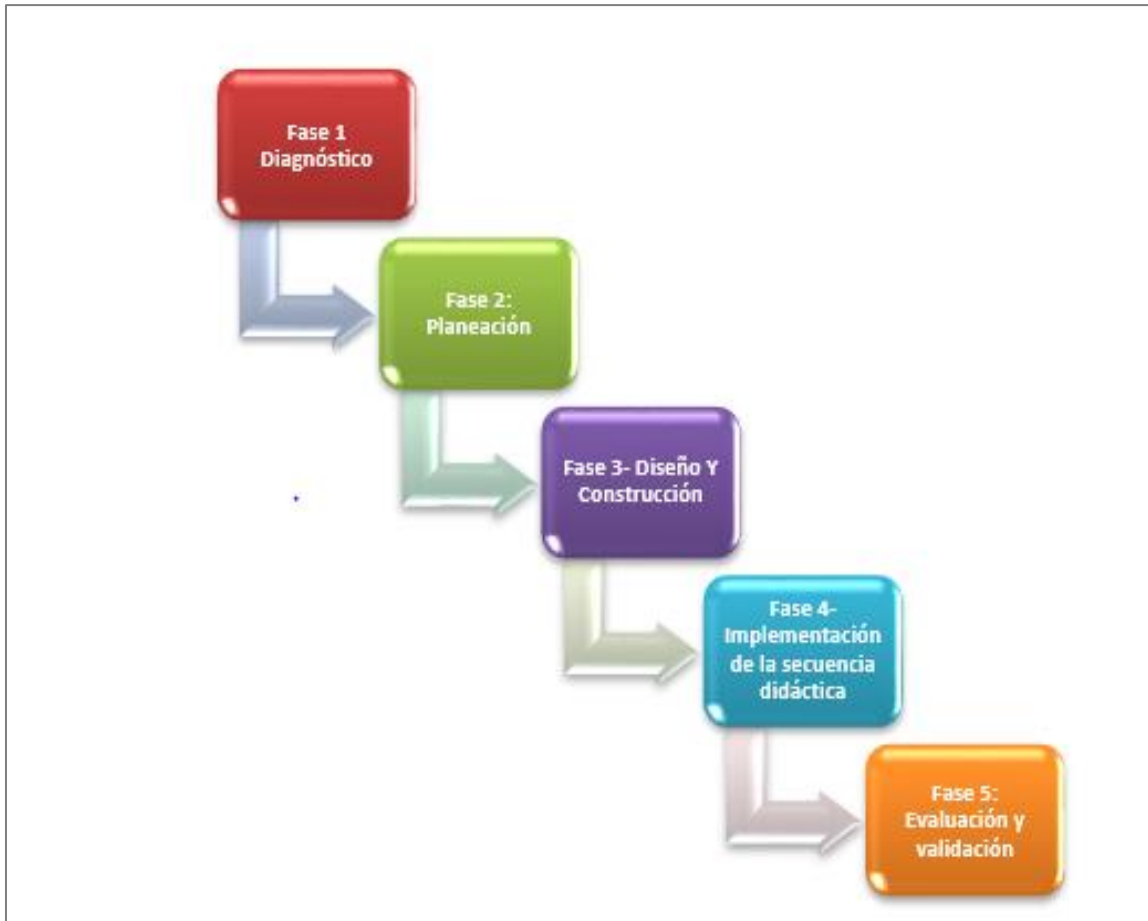 Fase 1
Diagnóstico
Fase 2:
Planeación
Fase 3- Diseño Y
Construcción
Fase 4-
Implementación
de la secuencia
didáctica
Fase 5:
Evaluación y
validación